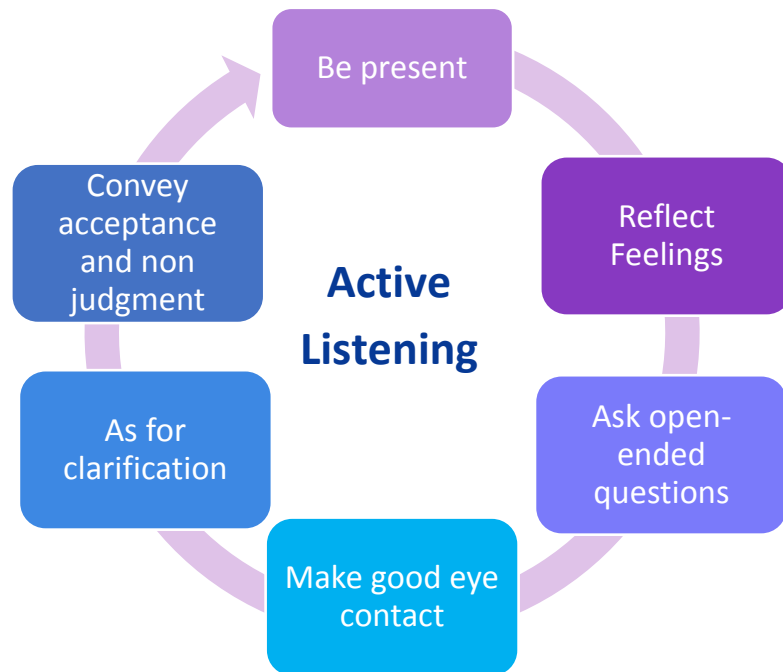 Be present
Reflect
Feelings
Ask open-
ended
questions
Make good eye
contact
As for
clarification
Convey
acceptance
and non
judgment
Active
Listening